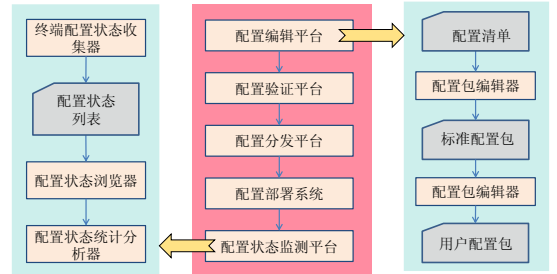 终端配置状态收
集器
配置状态
列表
配置状态浏览器
配置状态统计分
析器
配置编辑平台
配置验证平台
配置分发平台
配置部署系统
配置状态监测平台
配置清单
配置包编辑器
标准配置包
配置包编辑器
用户配置包